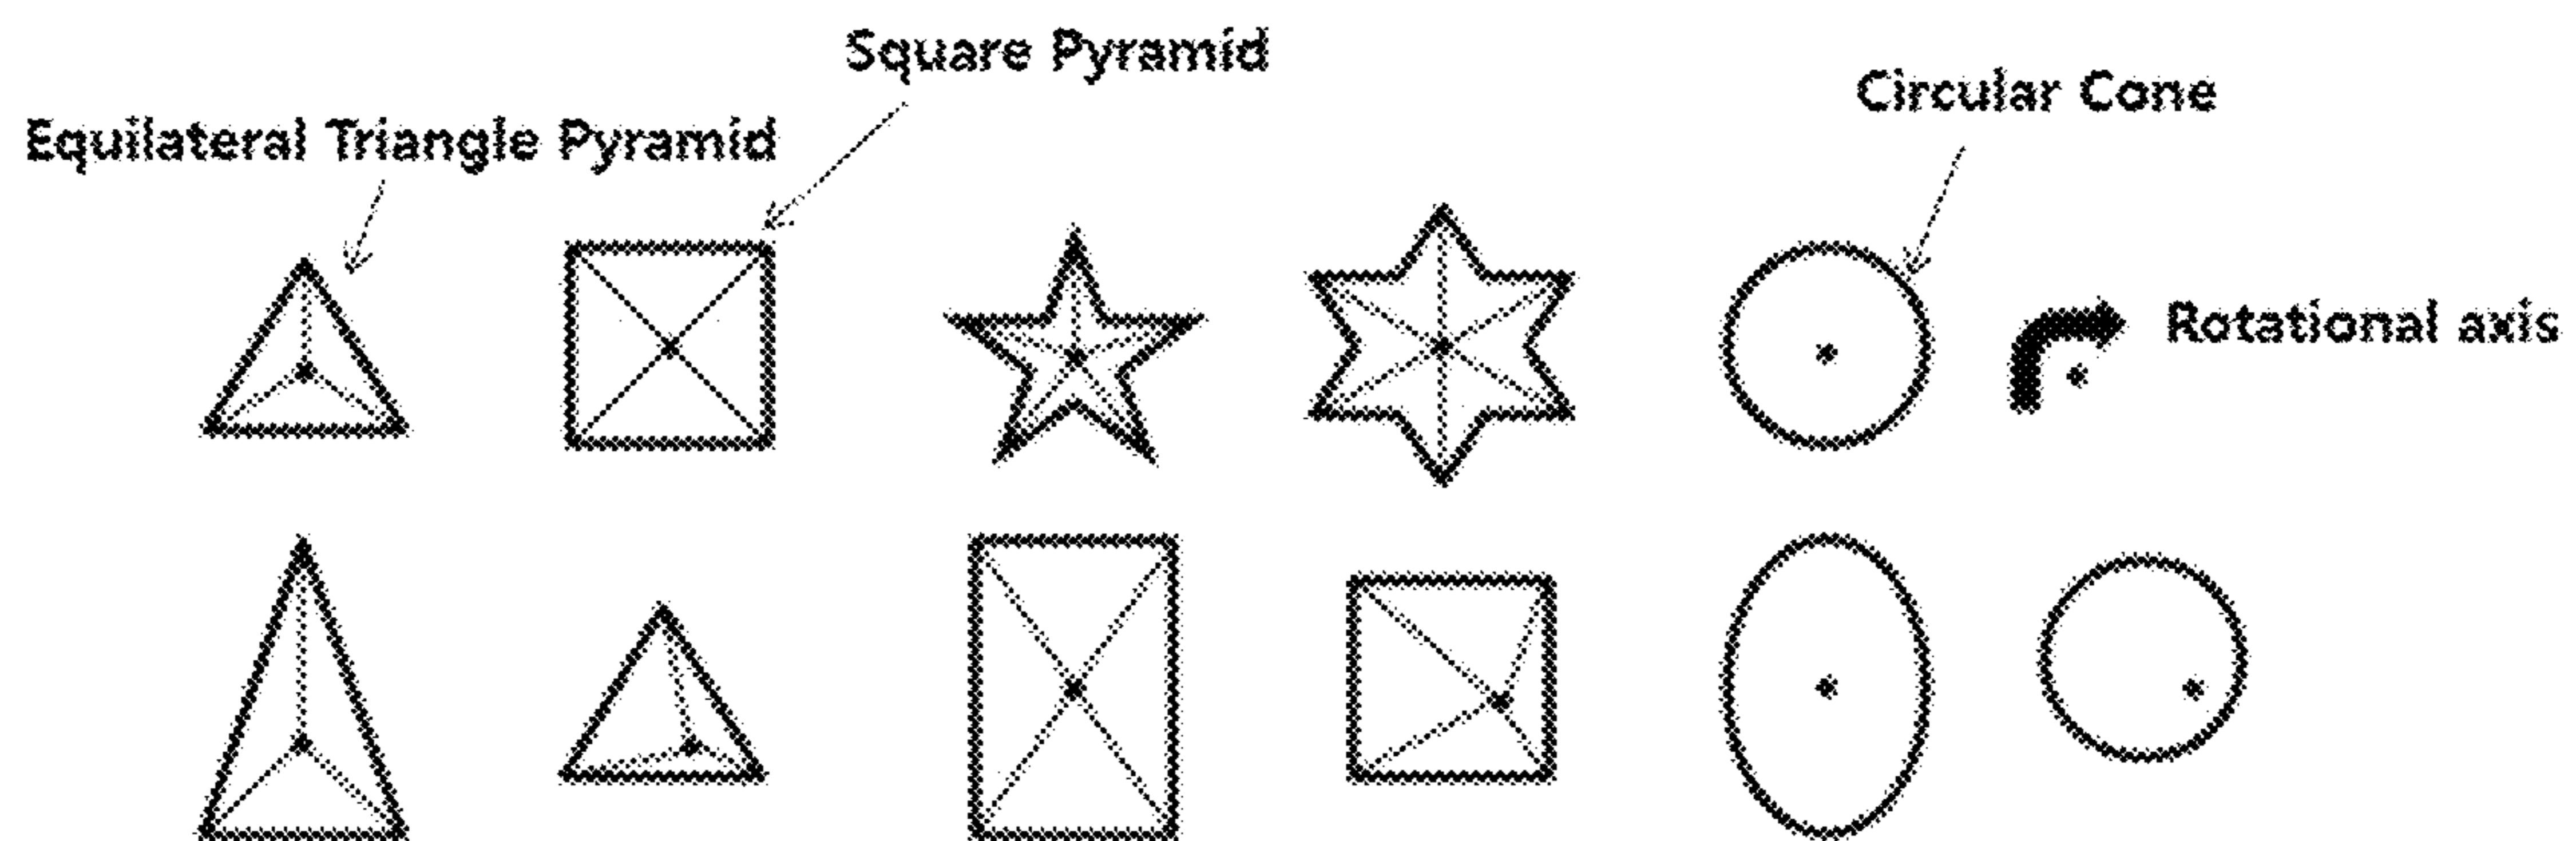 Square Pyramid
Circular Cone
Equilateral Triangle Pyramid
Rotational axis